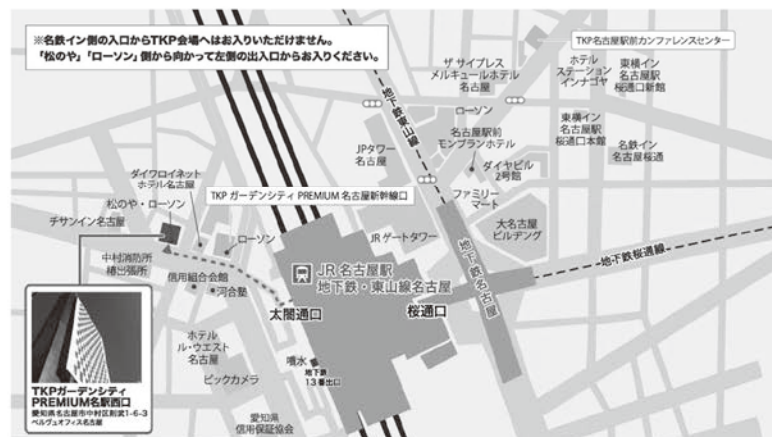 ※名鉄イン側の入口からTKP会場へはお入りいただけません。
「松のや」「ローソン」側から向かって左側の出入口からお入りください。
TKP名古屋駅前カンファレンスセンター
ザ サイプレス
メルキュールホテル
名古屋
ホテル
ステーション
インナゴヤ
東横イン
名古屋駅
桜通口新館
地下鉄東山線
ローソン
名古屋駅前
モンブランホテル
東横イン
名古屋駅
桜通口本館
名鉄イン
名古屋桜通
JPタワー
名古屋
ダイヤビル
2号館
ダイワロイネット
ホテル名古屋
TKP ガーデンシティ PREMIUM 名古屋新幹線口
ファミリー
マート
松のや・ローソン
チサンイン名古屋
ローソン
JRゲートタワー
大名古屋
ビルヂング
地下鉄名古屋
地下鉄桜通線
中村消防所
椿出張所
信用組合会館
河合塾
JR 名古屋駅
地下鉄・東山線名古屋
太閤通口
桜通口
ホテル
ル・ウエスト
名古屋
噴水
地下鉄
13番出口
ビックカメラ
愛知県
信用保証協会
TKPガーデンシティ
PREMIUM名駅西口
愛知県名古屋市中村区則武1-6-3
ベルヴュオフィス名古屋